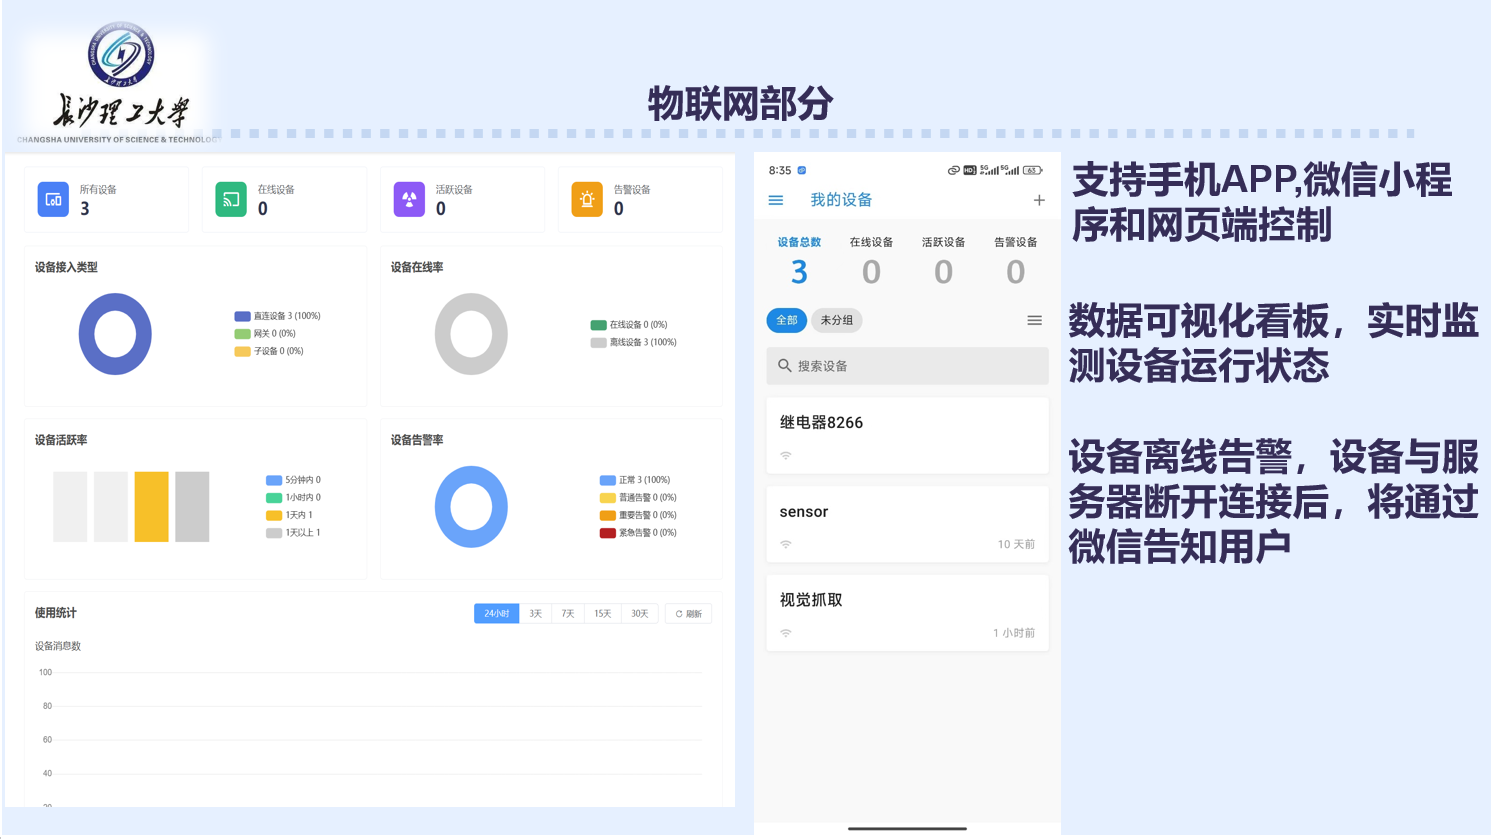 长沙理工大学
CHANGSHA UNIVERSITY OF SCIENCE & TECHNOLOG
物联网部分
所有设备
3
在线设备
0
活跃设备
0
告警设备
0
设备接入类型
直连设备 3 (100%)
网关 0 (0%)
子设备 0 (0%)
设备在线率
在线设备 0 (0%)
离线设备 3 (100%)
设备活跃率
5分钟内 0
1小时内 0
1天内 1
1天以上 1
设备告警率
正常 3 (100%)
普通告警 0 (0%)
重要告警 0 (0%)
紧急告警 0 (0%)
使用统计
24小时 3天 7天 15天 30天 刷新
设备消息数
100
80
60
40
20
8:35 HD 5G 5G 63
我的设备
设备总数 在线设备 活跃设备 告警设备
3 0 0 0
全部 未分组
搜索设备
继电器8266
sensor
10 天前
视觉抓取
1 小时前
支持手机APP,微信小程
序和网页端控制
数据可视化看板，实时监
测设备运行状态
设备离线告警，设备与服
务器断开连接后，将通过
微信告知用户